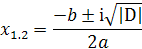 x₁.₂ = (−b ± i√|D|) / 2a